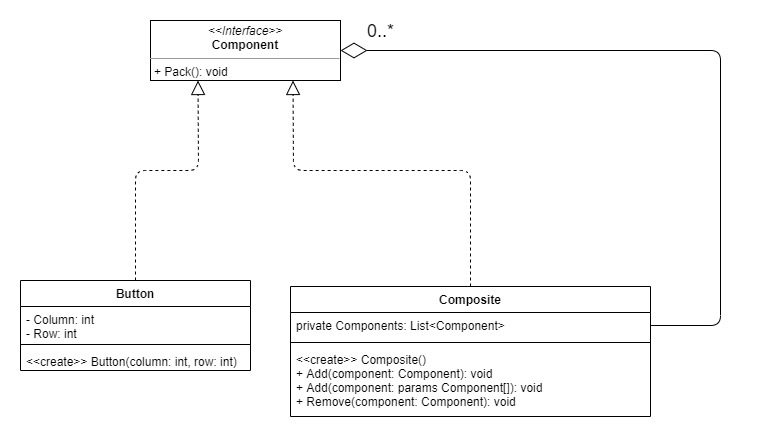 <<Interface>>
Component
0..*
+ Pack(): void
Button
- Column: int
- Row: int
<<create>> Button(column: int, row: int)
Composite
private Components: List<Component>
<<create>> Composite()
+ Add(component: Component): void
+ Add(component: params Component[]): void
+ Remove(component: Component): void